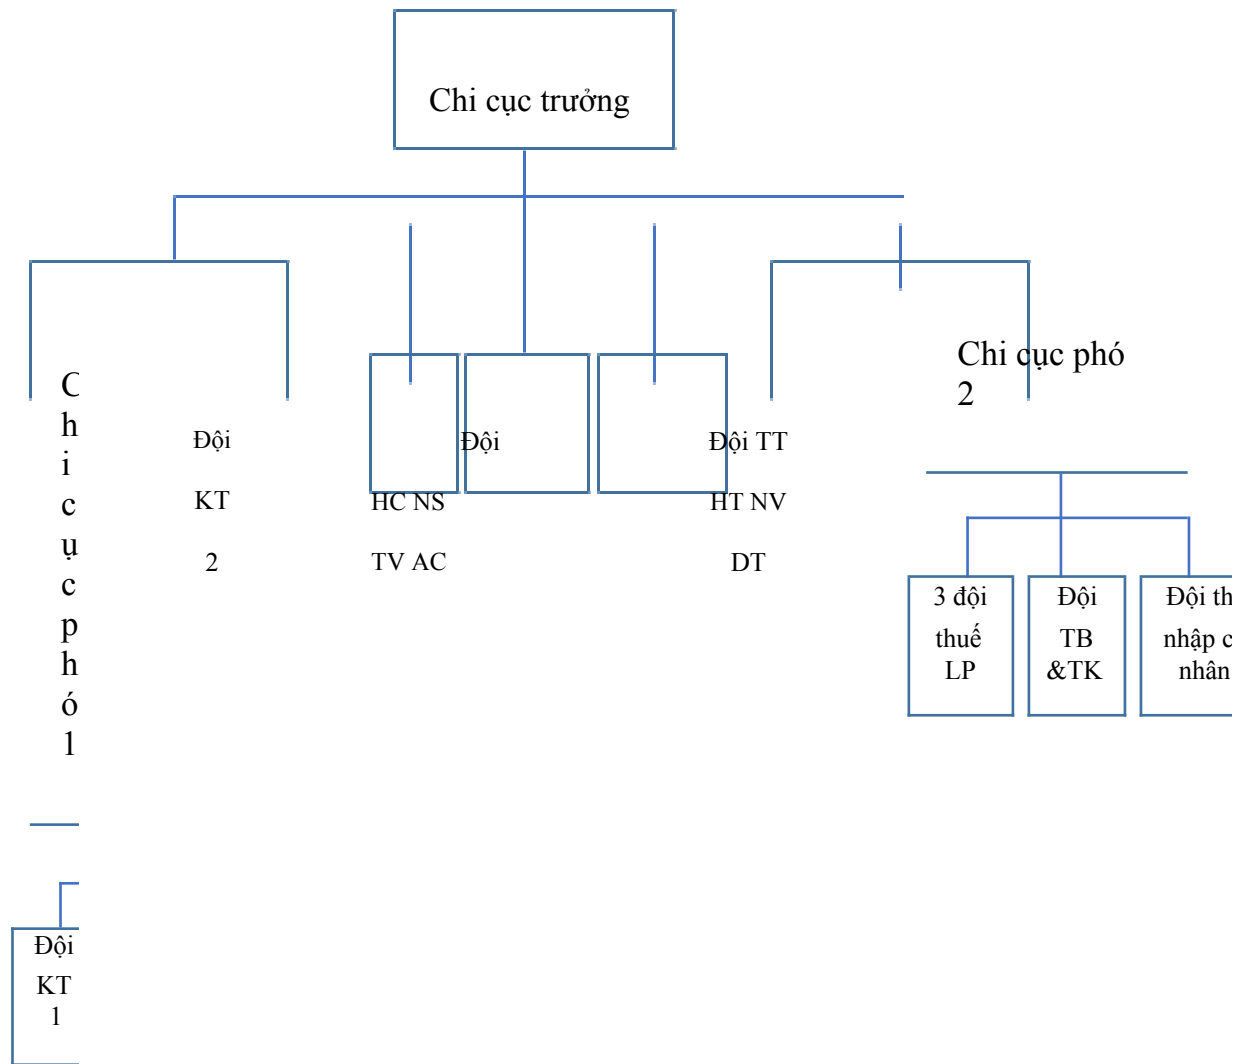 Chi cục trưởng
Chi cục phó
2
C
h
i
c
ụ
c
p
h
ó
1
Đội
KT
2
Đội
HC NS
TV AC
Đội TT
HT NV
DT
3 đội
thuế
LP
Đội
TB
&TK
Đội th
nhập c
nhân
Đội
KT
1